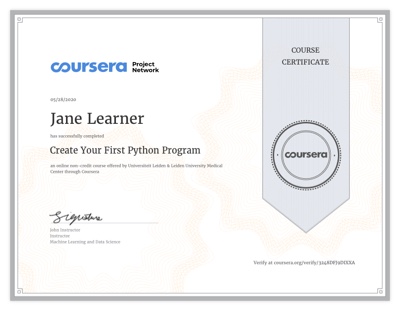 coursera Project Network
COURSE
CERTIFICATE
05/28/2020
Jane Learner
has successfully completed
Create Your First Python Program
an online non-credit course offered by Universiteit Leiden & Leiden University Medical
Center through Coursera
coursera
Signature
John Instructor
Instructor
Machine Learning and Data Science
Verify at coursera.org/verify/